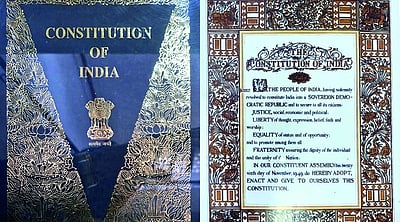 CONSTITUTION
OF
INDIA
सत्यमेव जयते
THE
CONSTITUTION OF INDIA
WE THE PEOPLE OF INDIA, having solemnly
resolved to constitute India into a SOVEREIGN DEMO-
CRATIC REPUBLIC and to secure to all its citizens:
JUSTICE, social, economic and political;
LIBERTY of thought, expression, belief, faith and
worship;
EQUALITY of status and of opportunity;
and to promote among them all
FRATERNITY assuring the dignity of the individual
and the unity of Nation.
IN OUR CONSTITUENT ASSEMBLY this twenty
sixth day of November, 1949, do HEREBY ADOPT,
ENACT AND GIVE TO OURSELVES THIS
CONSTITUTION.